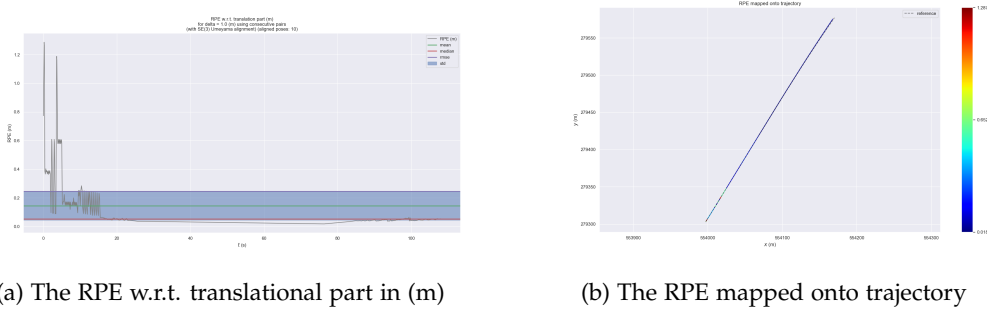 RPE w.r.t. translation part (m)
for delta = 1.0 (m) using consecutive pairs
(with SE(3) Umeyama alignment) (aligned poses: 10)
RPE (m)
mean
median
rmse
std
1.2
1.0
0.8
0.6
0.4
0.2
0.0
RPE (m)
0
20
40
60
80
100
t (s)
(a) The RPE w.r.t. translational part in (m)
RPE mapped onto trajectory
reference
279550
279500
279450
279400
279350
279300
y (m)
553900
554000
554100
554200
554300
x (m)
(b) The RPE mapped onto trajectory